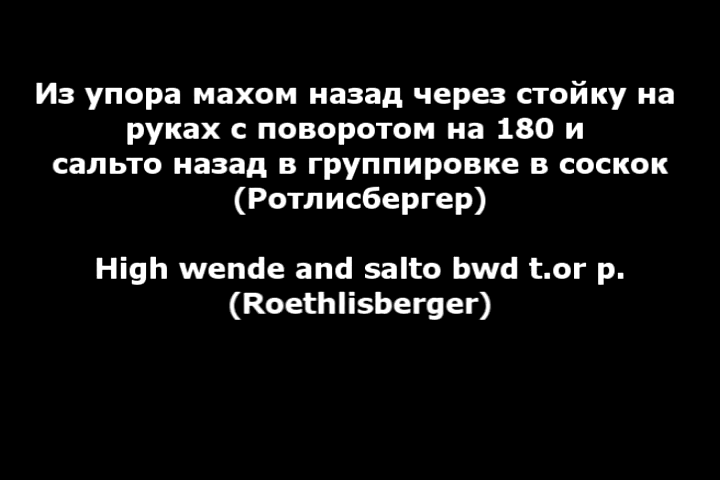 Из упора махом назад через стойку на
руках с поворотом на 180 и
сальто назад в группировке в соскок
(Ротлисбергер)
High wende and salto bwd t.or p.
(Roethlisberger)